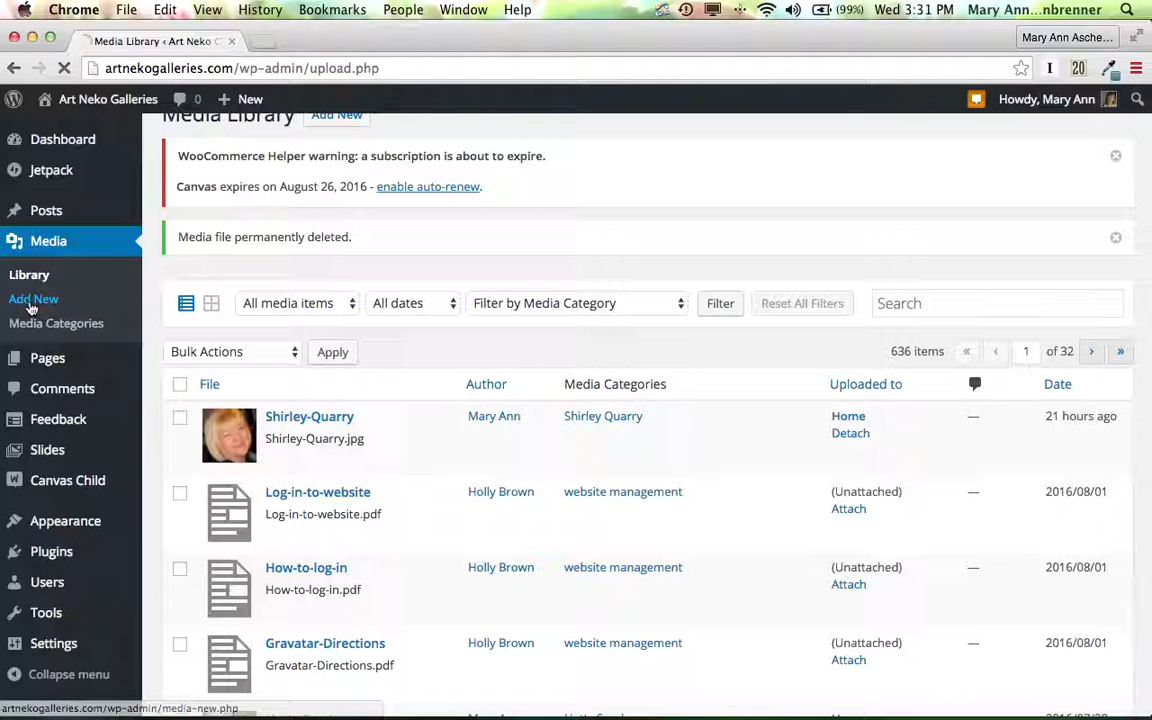 Chrome File Edit View History Bookmarks People Window Help (99%) Wed 3:31 PM Mary Ann...nbrenner
Media Library ‹ Art Neko G × Mary Ann Asche...
artnekogalleries.com/wp-admin/upload.php 20
Art Neko Galleries 0 + New Howdy, Mary Ann
Dashboard
Jetpack
Posts
Media
Library
Add New
Media Categories
Pages
Comments
Feedback
Slides
Canvas Child
Appearance
Plugins
Users
Tools
Settings
Collapse menu
Media Library Add New
WooCommerce Helper warning: a subscription is about to expire.
Canvas expires on August 26, 2016 - enable auto-renew.
Media file permanently deleted.
All media items All dates Filter by Media Category Filter Reset All Filters Search
Bulk Actions Apply 636 items « ‹ 1 of 32 › »
File Author Media Categories Uploaded to Date
Shirley-Quarry Mary Ann Shirley Quarry Home — 21 hours ago
Shirley-Quarry.jpg Detach
Log-in-to-website Holly Brown website management (Unattached) — 2016/08/01
Log-in-to-website.pdf Attach
How-to-log-in Holly Brown website management (Unattached) — 2016/08/01
How-to-log-in.pdf Attach
Gravatar-Directions Holly Brown website management (Unattached) — 2016/08/01
Gravatar-Directions.pdf Attach
artnekogalleries.com/wp-admin/media-new.php